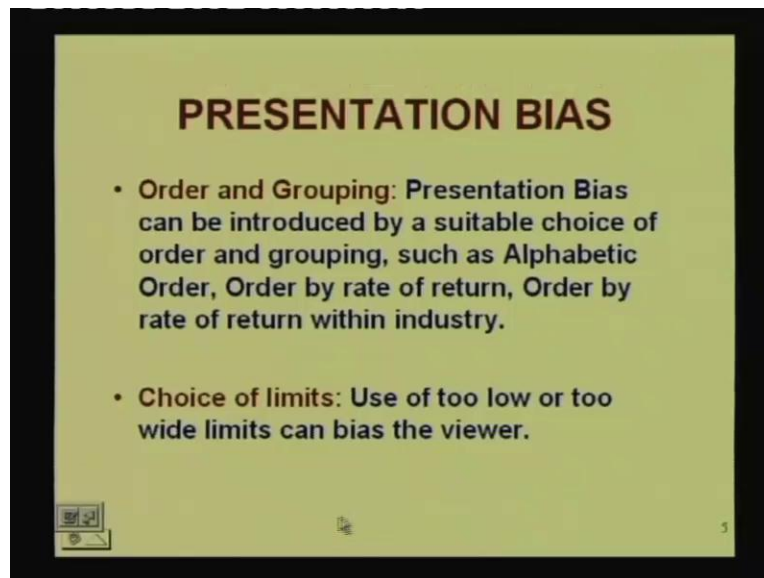 PRESENTATION BIAS
• Order and Grouping: Presentation Bias
can be introduced by a suitable choice of
order and grouping, such as Alphabetic
Order, Order by rate of return, Order by
rate of return within industry.
• Choice of limits: Use of too low or too
wide limits can bias the viewer.
5